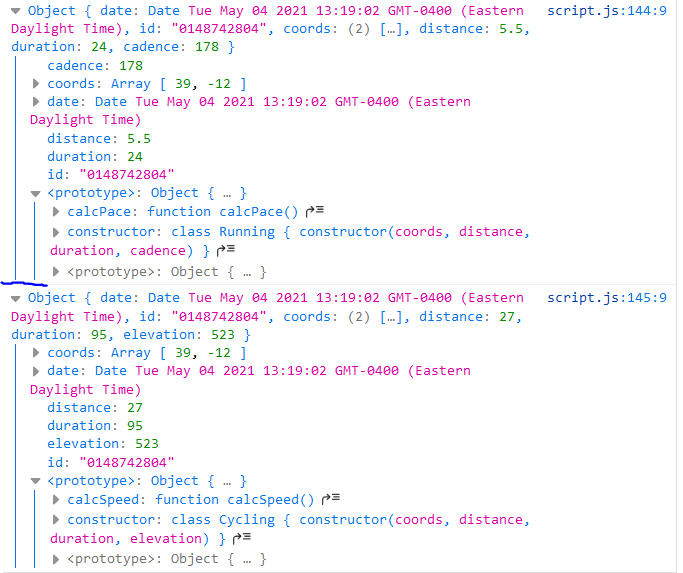 Object { date: Date Tue May 04 2021 13:19:02 GMT-0400 (Eastern script.js:144:9
Daylight Time), id: "0148742804", coords: (2) […], distance: 5.5,
duration: 24, cadence: 178 }
cadence: 178
coords: Array [ 39, -12 ]
date: Date Tue May 04 2021 13:19:02 GMT-0400 (Eastern
Daylight Time)
distance: 5.5
duration: 24
id: "0148742804"
<prototype>: Object { … }
calcPace: function calcPace()
constructor: class Running { constructor(coords, distance,
duration, cadence) }
<prototype>: Object { … }
Object { date: Date Tue May 04 2021 13:19:02 GMT-0400 (Eastern script.js:145:9
Daylight Time), id: "0148742804", coords: (2) […], distance: 27,
duration: 95, elevation: 523 }
coords: Array [ 39, -12 ]
date: Date Tue May 04 2021 13:19:02 GMT-0400 (Eastern
Daylight Time)
distance: 27
duration: 95
elevation: 523
id: "0148742804"
<prototype>: Object { … }
calcSpeed: function calcSpeed()
constructor: class Cycling { constructor(coords, distance,
duration, elevation) }
<prototype>: Object { … }